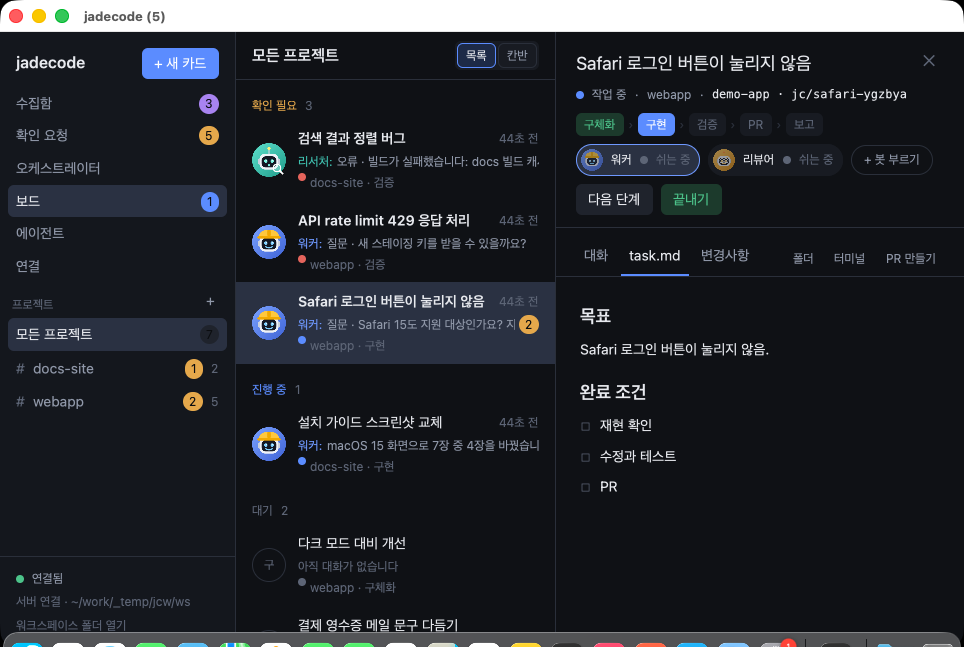 jadecode (5)
jadecode
+ 새 카드
수집함 3
확인 요청 5
오케스트레이터
보드 1
에이전트
연결
프로젝트 +
모든 프로젝트 7
# docs-site 1 2
# webapp 2 5
연결됨
서버 연결 · ~/work/_temp/jcw/ws
워크스페이스 폴더 열기
모든 프로젝트
목록 칸반
확인 필요 3
검색 결과 정렬 버그 44초 전
리서처: 오류 · 빌드가 실패했습니다: docs 빌드 캐
docs-site · 검증
API rate limit 429 응답 처리 44초 전
워커: 질문 · 새 스테이징 키를 받을 수 있을까요?
webapp · 검증
Safari 로그인 버튼이 눌리지 않음 44초 전
워커: 질문 · Safari 15도 지원 대상인가요? 2
webapp · 구현
진행 중 1
설치 가이드 스크린샷 교체 44초 전
워커: macOS 15 화면으로 7장 중 4장을 바꿨습니
docs-site · 구현
대기 2
구
다크 모드 대비 개선
아직 대화가 없습니다
webapp · 구체화
결제 영수증 메일 문구 다듬기
Safari 로그인 버튼이 눌리지 않음 ×
작업 중 · webapp · demo-app · jc/safari-ygzbya
구체화 › 구현 › 검증 › PR › 보고
워커 쉬는 중
리뷰어 쉬는 중
+ 봇 부르기
다음 단계 끝내기
대화 task.md 변경사항 폴더 터미널 PR 만들기
목표
Safari 로그인 버튼이 눌리지 않음.
완료 조건
재현 확인
수정과 테스트
PR
1